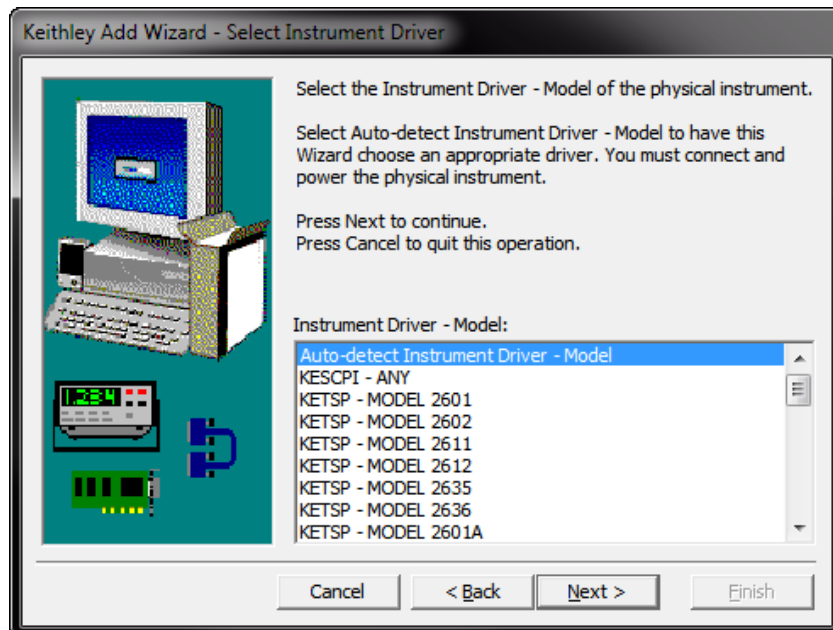 Keithley Add Wizard - Select Instrument Driver
Select the Instrument Driver - Model of the physical instrument.
Select Auto-detect Instrument Driver - Model to have this
Wizard choose an appropriate driver. You must connect and
power the physical instrument.
Press Next to continue.
Press Cancel to quit this operation.
Instrument Driver - Model:
Auto-detect Instrument Driver - Model
KESCPI - ANY
KETSP - MODEL 2601
KETSP - MODEL 2602
KETSP - MODEL 2611
KETSP - MODEL 2612
KETSP - MODEL 2635
KETSP - MODEL 2636
KETSP - MODEL 2601A
1.234
Cancel
< Back
Next >
Finish